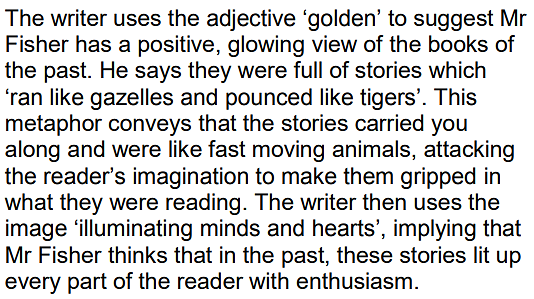 The writer uses the adjective ‘golden’ to suggest Mr
Fisher has a positive, glowing view of the books of
the past. He says they were full of stories which
‘ran like gazelles and pounced like tigers’. This
metaphor conveys that the stories carried you
along and were like fast moving animals, attacking
the reader’s imagination to make them gripped in
what they were reading. The writer then uses the
image ‘illuminating minds and hearts’, implying that
Mr Fisher thinks that in the past, these stories lit up
every part of the reader with enthusiasm.